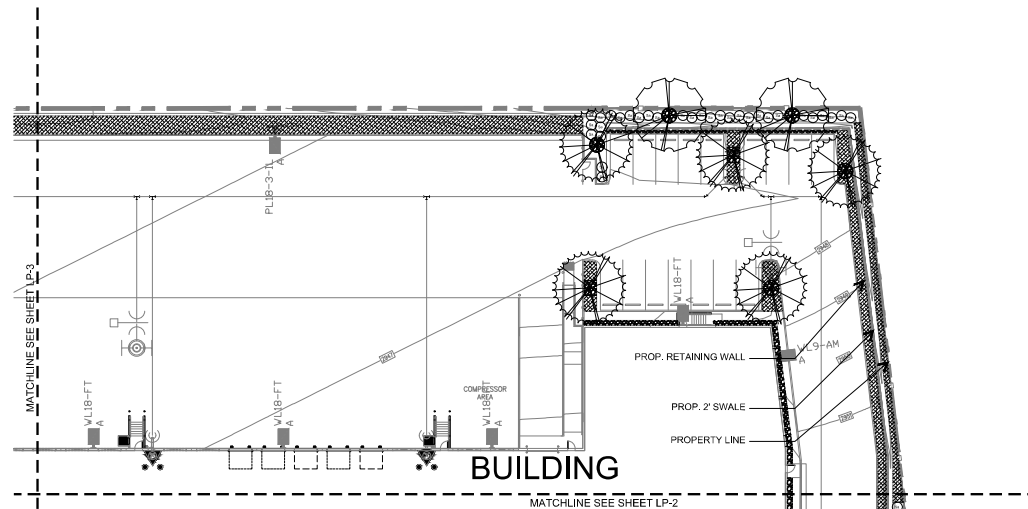 PL18-3-IL
A
MATCHLINE SEE SHEET LP-3
WL18-FT
A
PROP. RETAINING WALL
WL9-AM
A
COMPRESSOR
AREA
WL18-FT
A
WL18-FT
A
WL18-FT
A
PROP. 2' SWALE
PROPERTY LINE
BUILDING
MATCHLINE SEE SHEET LP-2